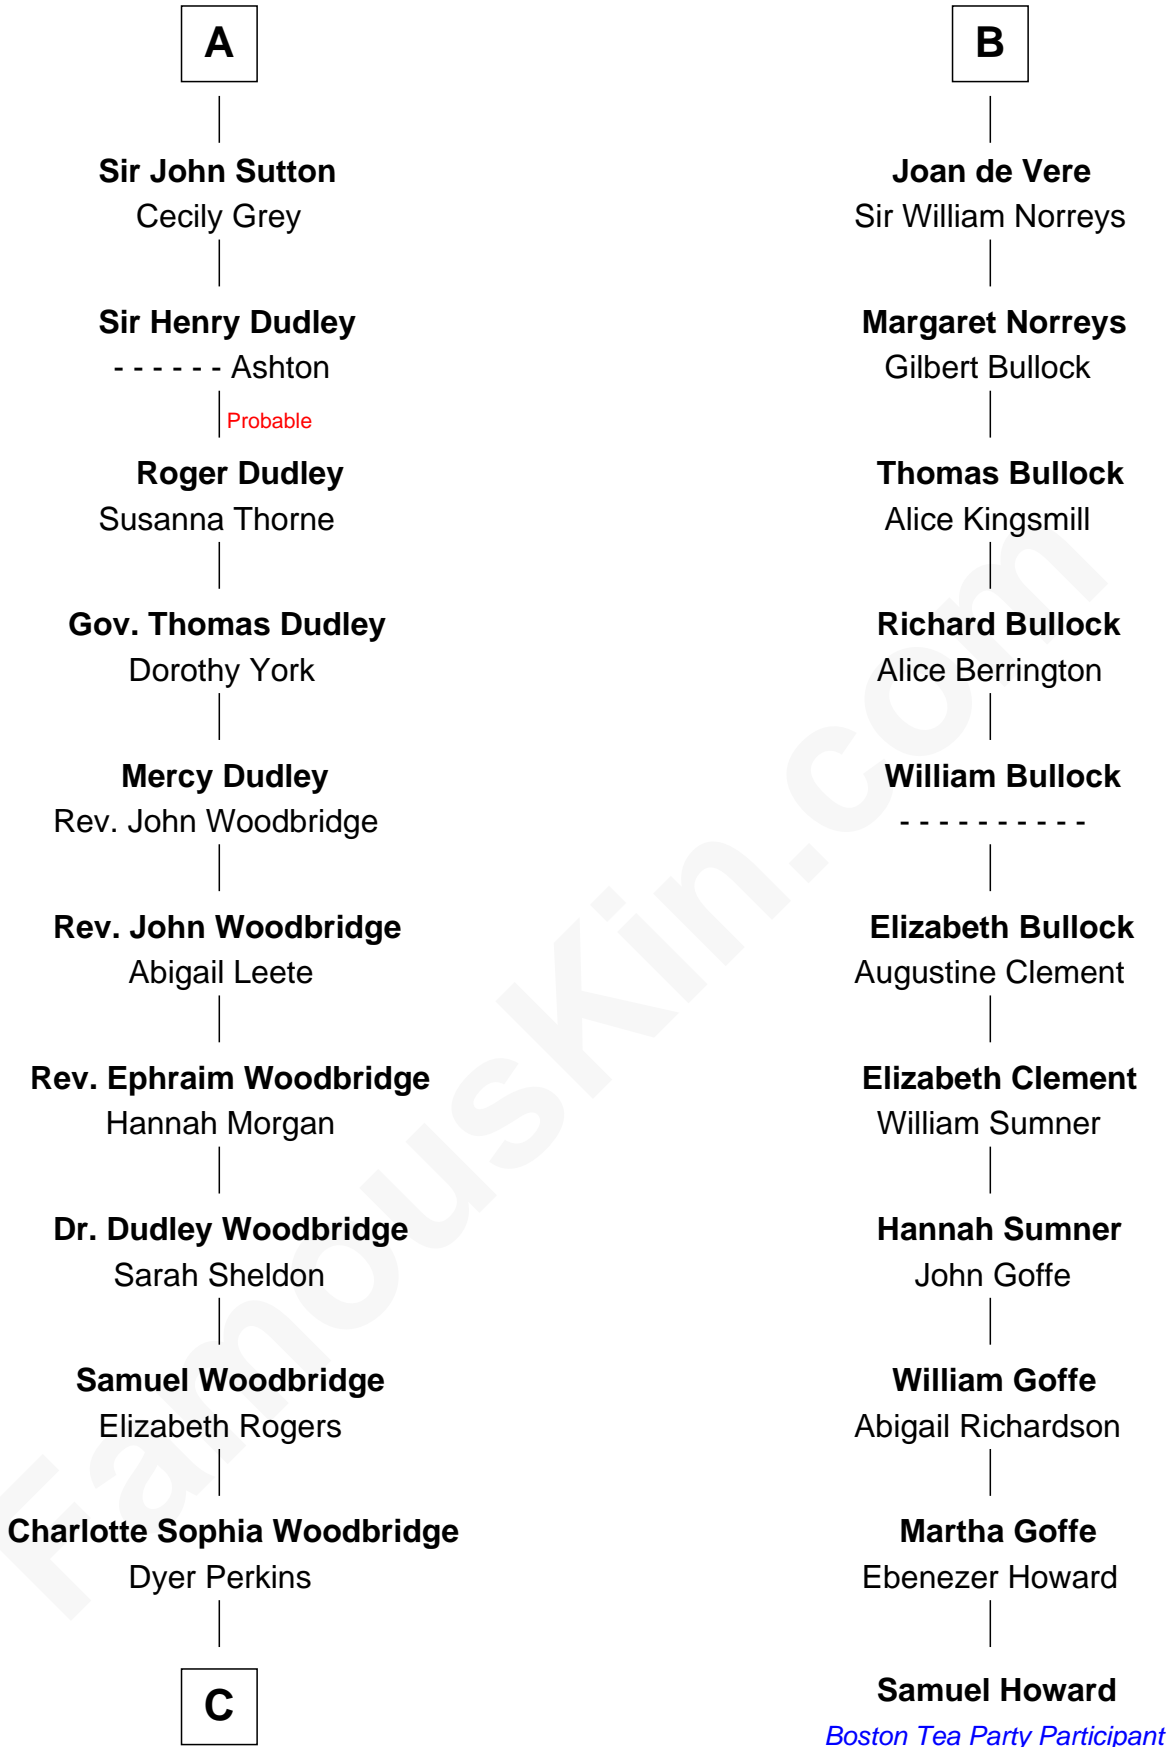 A
Sir John Sutton
Cecily Grey
Sir Henry Dudley
- - - - - - Ashton
Probable
Roger Dudley
Susanna Thorne
Gov. Thomas Dudley
Dorothy York
Mercy Dudley
Rev. John Woodbridge
Rev. John Woodbridge
Abigail Leete
Rev. Ephraim Woodbridge
Hannah Morgan
Dr. Dudley Woodbridge
Sarah Sheldon
Samuel Woodbridge
Elizabeth Rogers
Charlotte Sophia Woodbridge
Dyer Perkins
C
B
Joan de Vere
Sir William Norreys
Margaret Norreys
Gilbert Bullock
Thomas Bullock
Alice Kingsmill
Richard Bullock
Alice Berrington
William Bullock
- - - - - - - - - -
Elizabeth Bullock
Augustine Clement
Elizabeth Clement
William Sumner
Hannah Sumner
John Goffe
William Goffe
Abigail Richardson
Martha Goffe
Ebenezer Howard
Samuel Howard
Boston Tea Party Participant
FamousKin.com